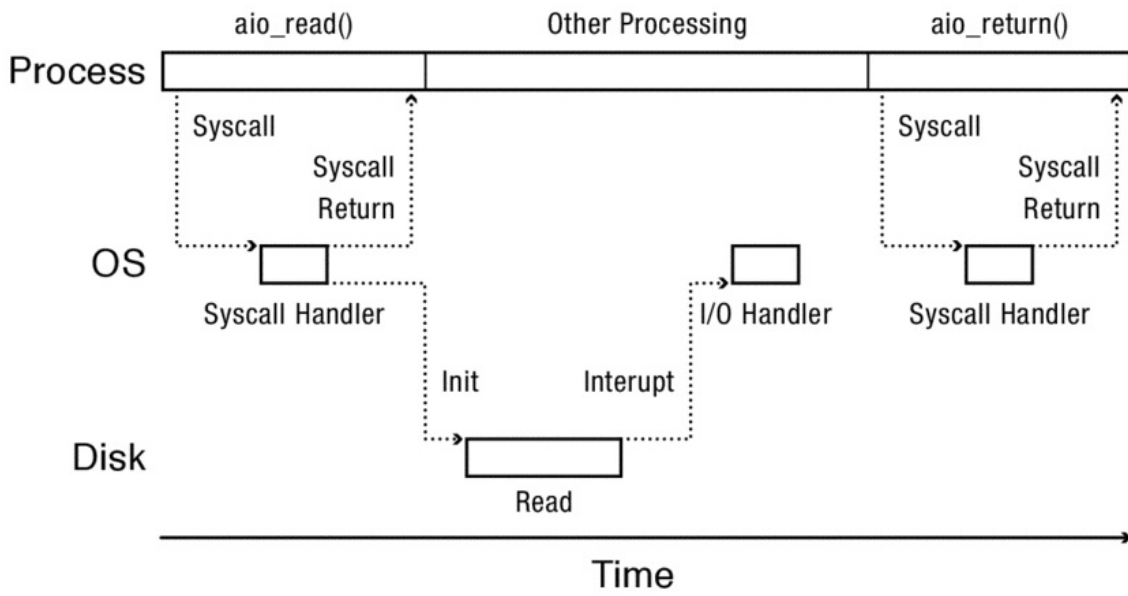 aio_read() Other Processing aio_return()
Process
Syscall Syscall
Syscall Syscall
Return Return
OS
Syscall Handler I/O Handler Syscall Handler
Init Interupt
Disk
Read
Time